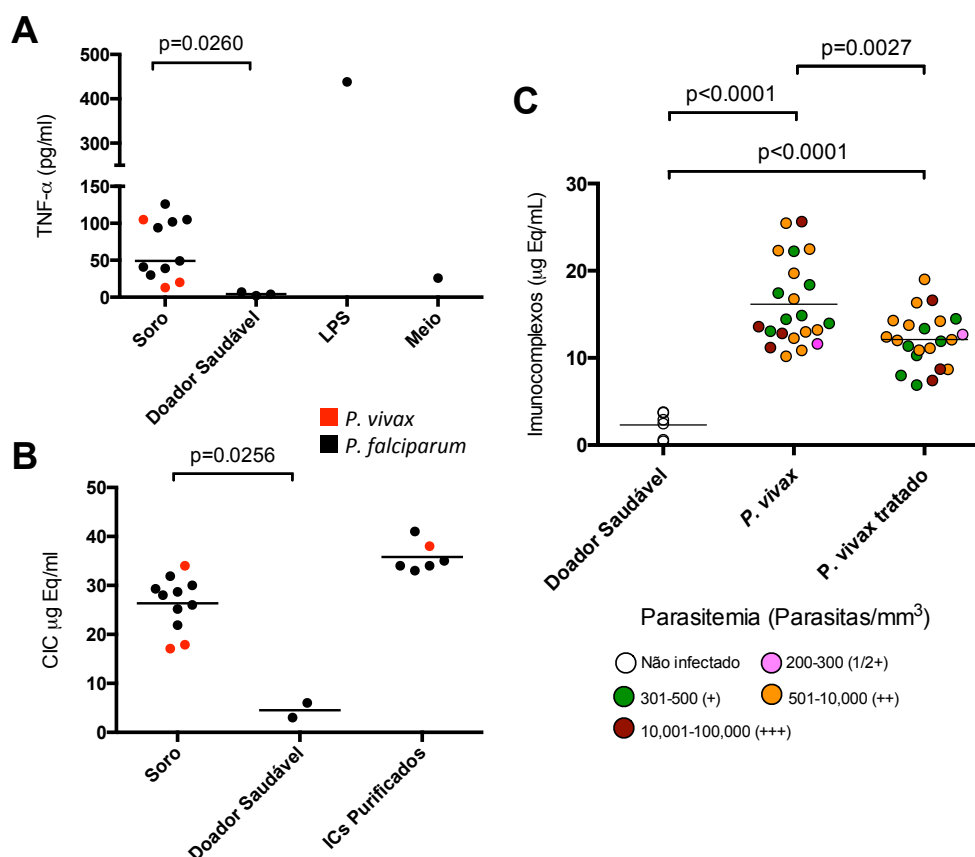 A
p=0.0260
TNF-α (pg/ml)
500
400
300
150
100
50
0
Soro
Doador Saudável
LPS
Meio
P. vivax
P. falciparum
B
p=0.0256
CIC µg Eq/ml
50
40
30
20
10
0
Soro
Doador Saudável
ICs Purificados
C
p=0.0027
p<0.0001
p<0.0001
Imunocomplexos (µg Eq/mL)
30
20
10
0
Doador Saudável
P. vivax
P. vivax tratado
Parasitemia (Parasitas/mm³)
Não infectado
200-300 (1/2+)
301-500 (+)
501-10,000 (++)
10,001-100,000 (+++)